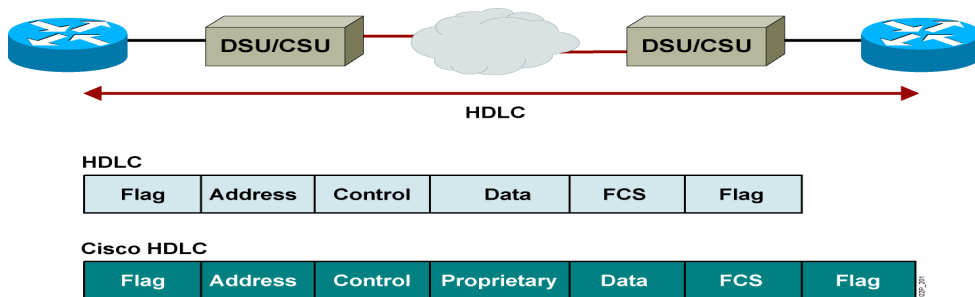 DSU/CSU DSU/CSU
HDLC
HDLC
Flag Address Control Data FCS Flag
Cisco HDLC
Flag Address Control Proprietary Data FCS Flag